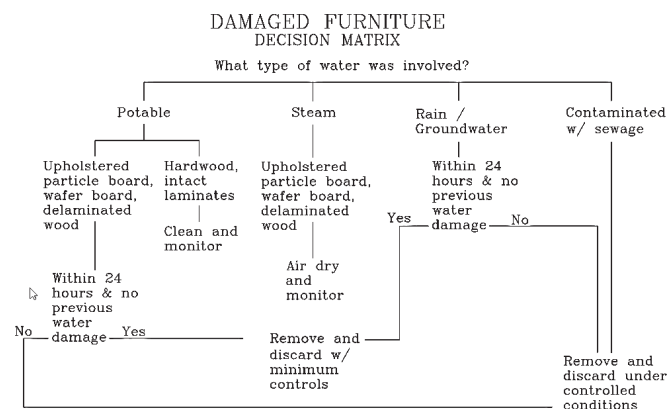 DAMAGED FURNITURE
DECISION MATRIX
What type of water was involved?
Potable
Steam
Rain /
Groundwater
Contaminated
w/ sewage
Upholstered
particle board,
wafer board,
delaminated
wood
Hardwood,
intact
laminates
Clean and
monitor
Upholstered
particle board,
wafer board,
delaminated
wood
Within 24
hours & no
previous
water
damage
Yes
No
Air dry
and
monitor
Within 24
hours & no
previous
water
damage
No
Yes
Remove and
discard w/
minimum
controls
Remove and
discard under
controlled
conditions